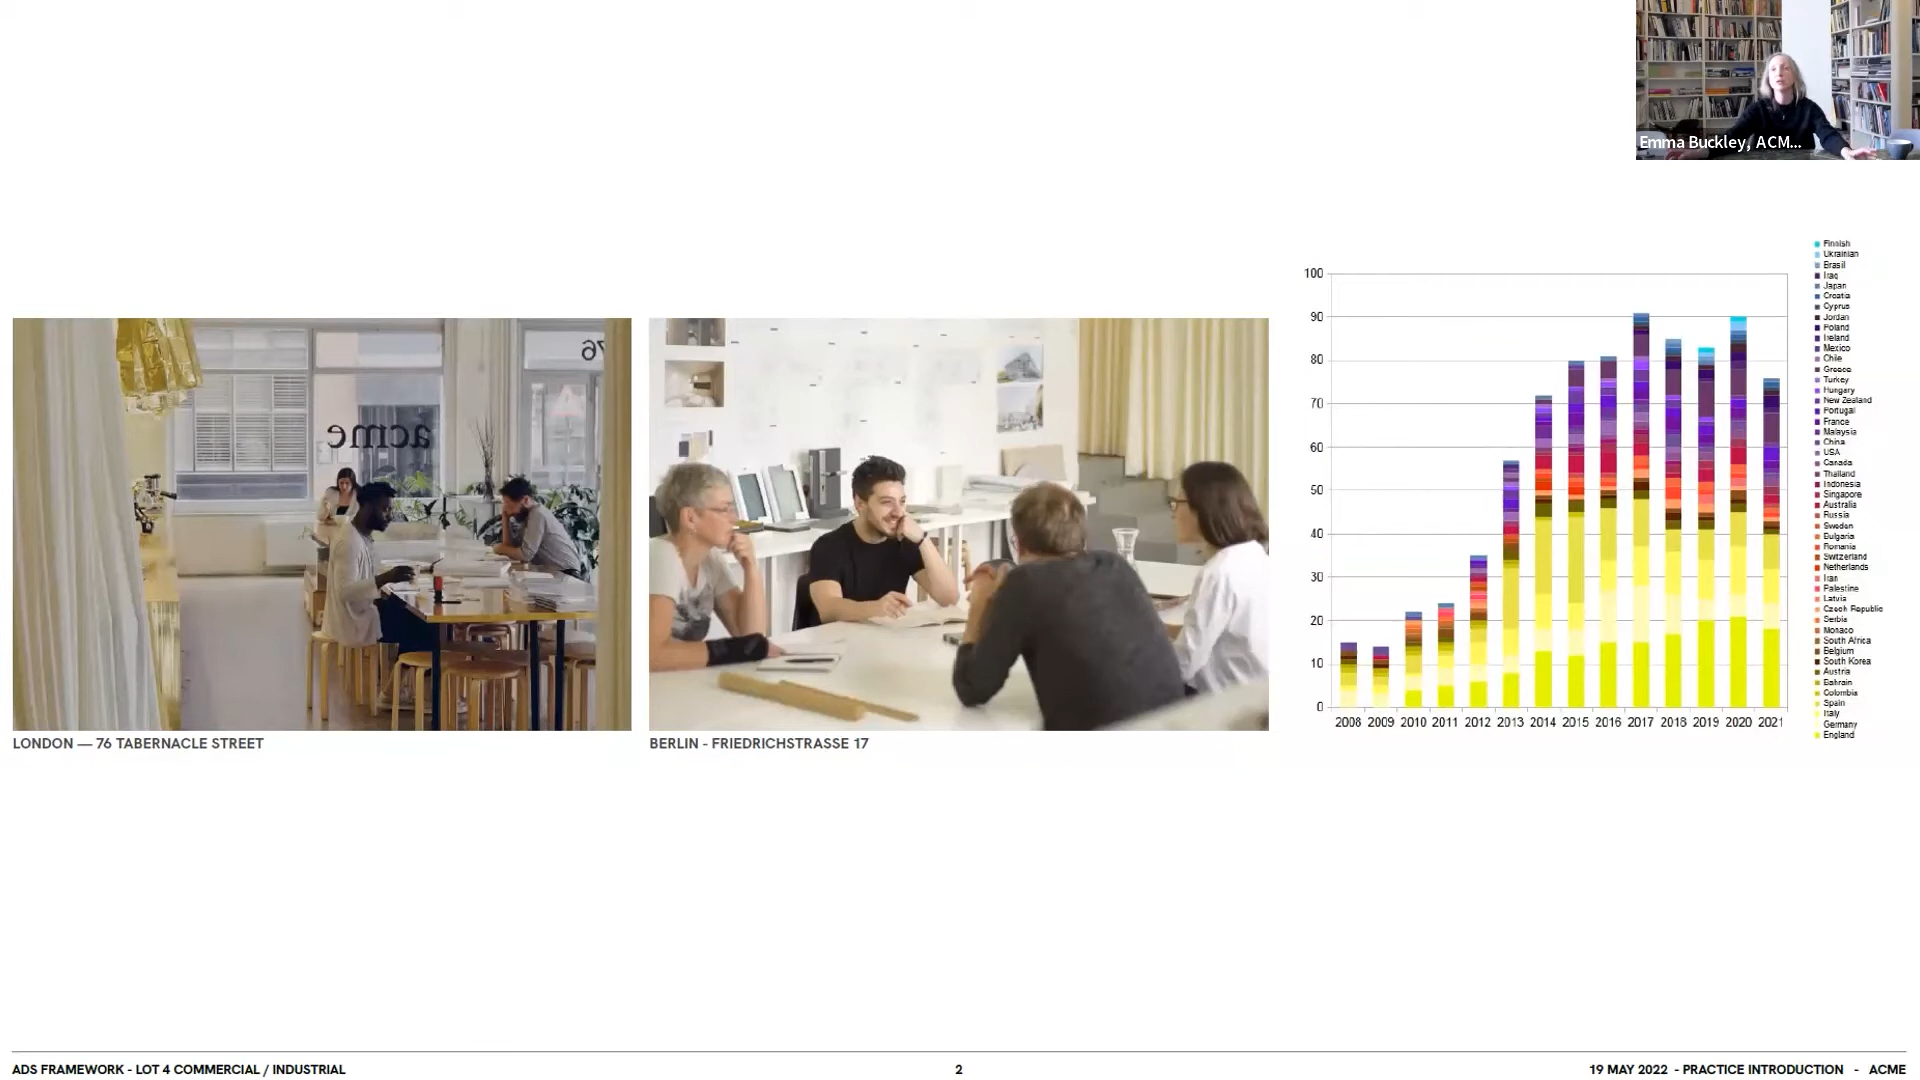 Emma Buckley, ACM...
76
acme
LONDON — 76 TABERNACLE STREET
BERLIN - FRIEDRICHSTRASSE 17
100
90
80
70
60
50
40
30
20
10
0
2008 2009 2010 2011 2012 2013 2014 2015 2016 2017 2018 2019 2020 2021
Finnish
Ukrainian
Brasil
Iraq
Japan
Croatia
Cyprus
Jordan
Poland
Ireland
Mexico
Chile
Greece
Turkey
Hungary
New Zealand
Portugal
France
Malaysia
China
USA
Canada
Thailand
Indonesia
Singapore
Australia
Russia
Sweden
Bulgaria
Romania
Switzerland
Netherlands
Iran
Palestine
Latvia
Czech Republic
Serbia
Monaco
South Africa
Belgium
South Korea
Austria
Bahrain
Colombia
Spain
Italy
Germany
England
ADS FRAMEWORK - LOT 4 COMMERCIAL / INDUSTRIAL
2
19 MAY 2022 - PRACTICE INTRODUCTION - ACME